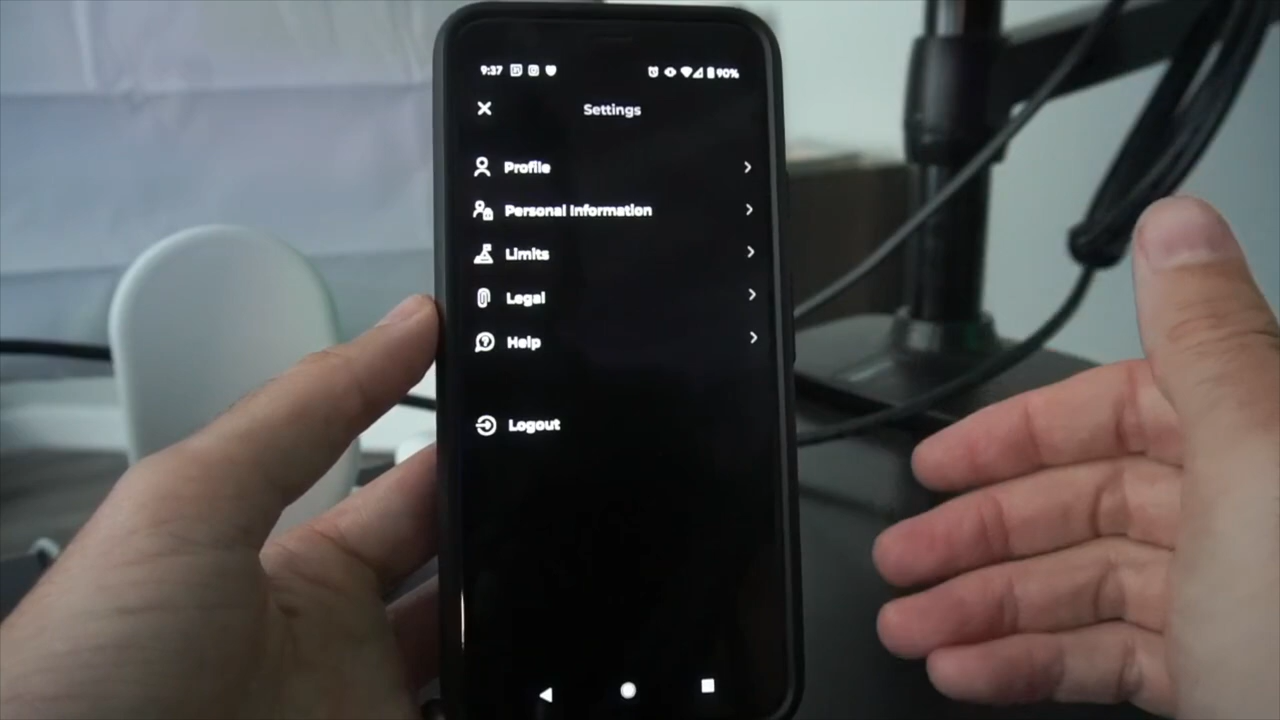 9:37 90%
Settings
Profile
Personal Information
Limits
Legal
Help
Logout